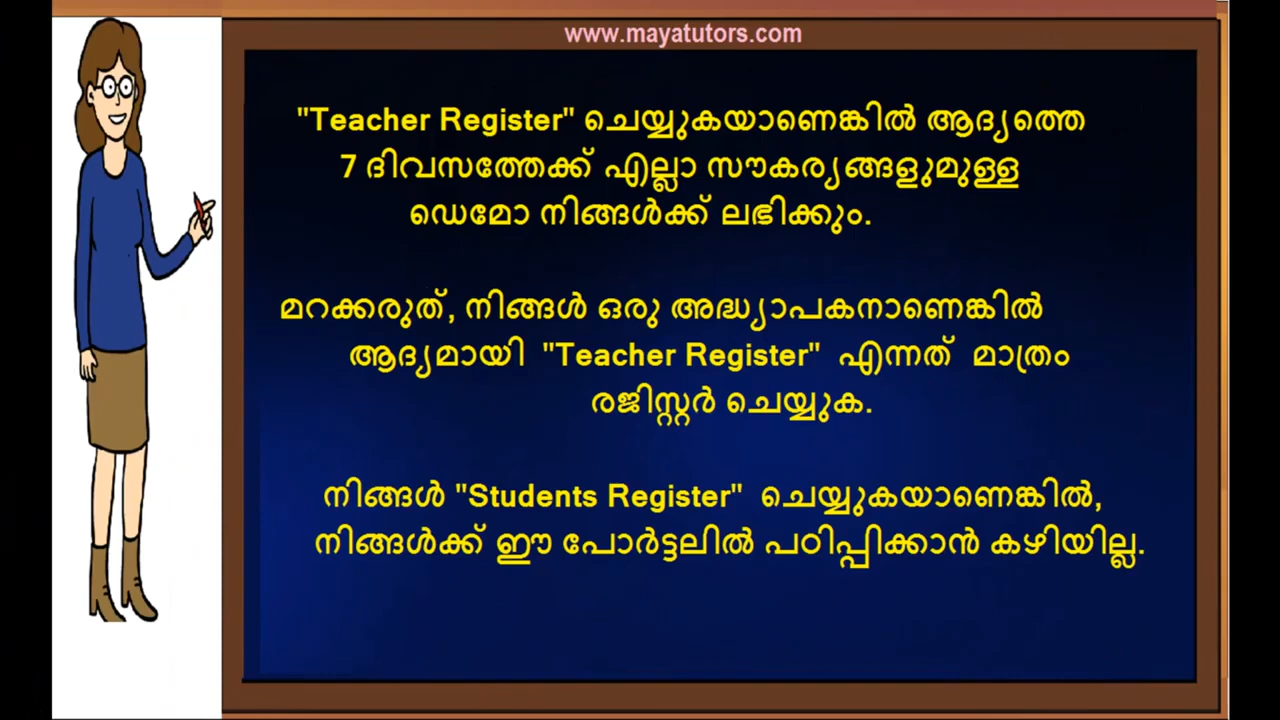 www.mayatutors.com
"Teacher Register" ചെയ്യുകയാണെങ്കിൽ ആദ്യത്തെ
7 ദിവസത്തേക്ക് എല്ലാ സൗകര്യങ്ങളുമുള്ള
ഡെമോ നിങ്ങൾക്ക് ലഭിക്കും.
മറക്കരുത്, നിങ്ങൾ ഒരു അദ്ധ്യാപകനാണെങ്കിൽ
ആദ്യമായി "Teacher Register" എന്നത് മാത്രം
രജിസ്റ്റർ ചെയ്യുക.
നിങ്ങൾ "Students Register" ചെയ്യുകയാണെങ്കിൽ,
നിങ്ങൾക്ക് ഈ പോർട്ടലിൽ പഠിപ്പിക്കാൻ കഴിയില്ല.